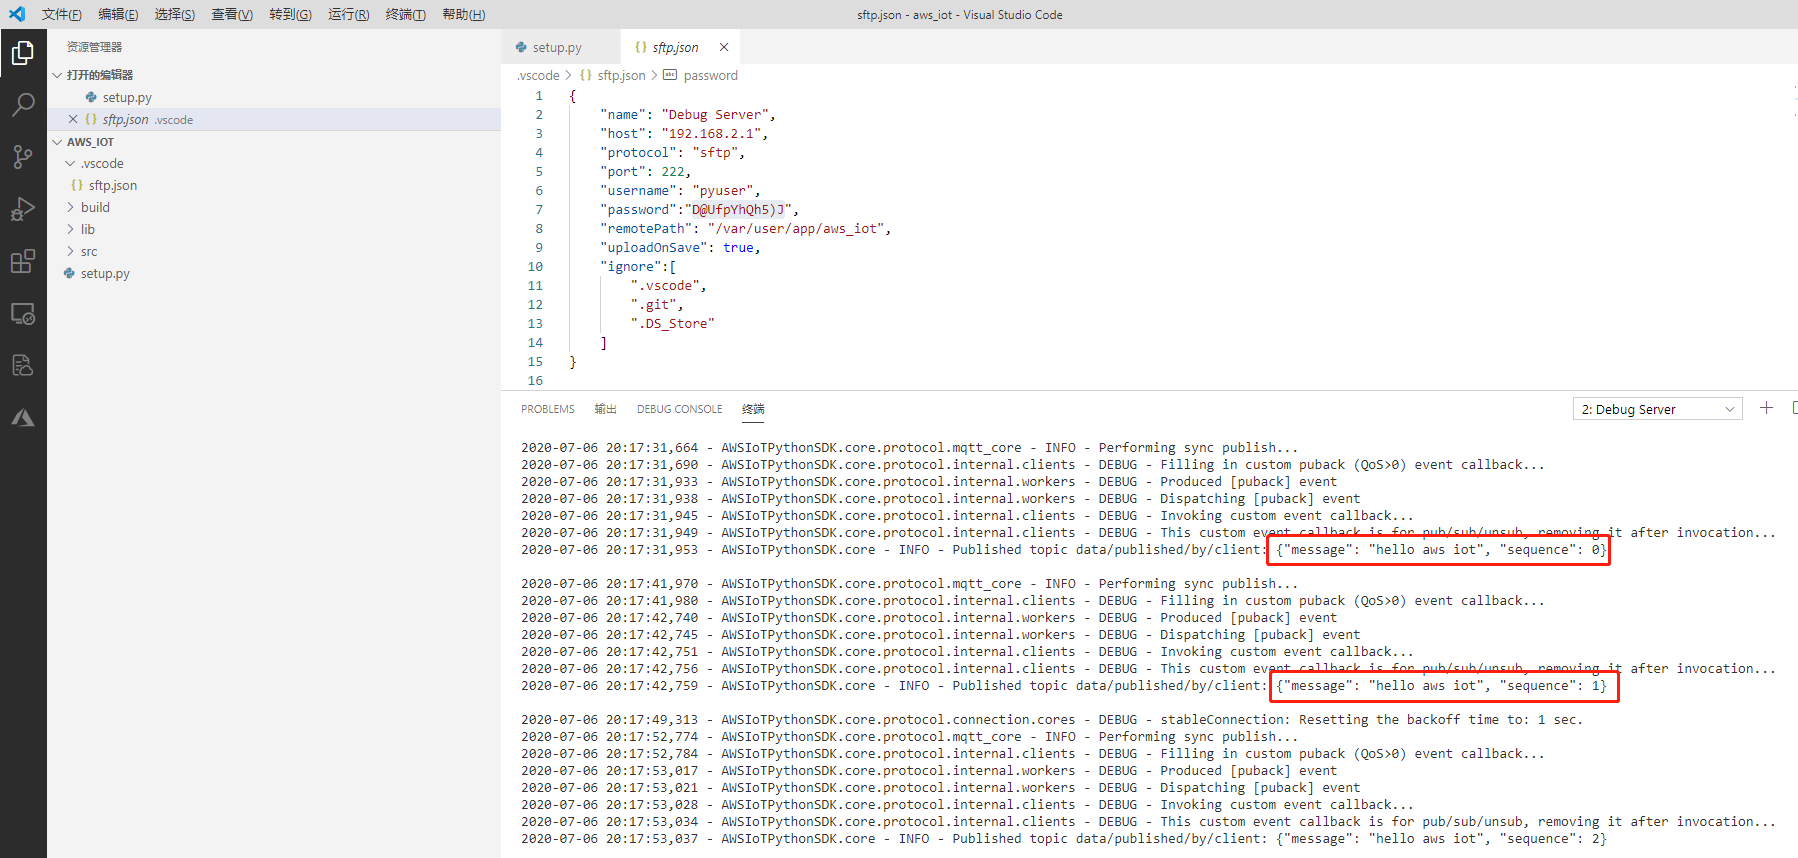 文件(F) 编辑(E) 选择(S) 查看(V) 转到(G) 运行(R) 终端(T) 帮助(H) sftp.json - aws_iot - Visual Studio Code
资源管理器
打开的编辑器
setup.py
sftp.json .vscode
AWS_IOT
.vscode
sftp.json
build
lib
src
setup.py
setup.py sftp.json
.vscode > {} sftp.json > password
1 {
2 "name": "Debug Server",
3 "host": "192.168.2.1",
4 "protocol": "sftp",
5 "port": 222,
6 "username": "pyuser",
7 "password":"D@UfpYhQh5)J",
8 "remotePath": "/var/user/app/aws_iot",
9 "uploadOnSave": true,
10 "ignore":[
11 ".vscode",
12 ".git",
13 ".DS_Store"
14 ]
15 }
16
PROBLEMS 输出 DEBUG CONSOLE 终端 2: Debug Server
2020-07-06 20:17:31,664 - AWSIoTPythonSDK.core.protocol.mqtt_core - INFO - Performing sync publish...
2020-07-06 20:17:31,690 - AWSIoTPythonSDK.core.protocol.internal.clients - DEBUG - Filling in custom puback (QoS>0) event callback...
2020-07-06 20:17:31,933 - AWSIoTPythonSDK.core.protocol.internal.workers - DEBUG - Produced [puback] event
2020-07-06 20:17:31,938 - AWSIoTPythonSDK.core.protocol.internal.workers - DEBUG - Dispatching [puback] event
2020-07-06 20:17:31,945 - AWSIoTPythonSDK.core.protocol.internal.clients - DEBUG - Invoking custom event callback...
2020-07-06 20:17:31,949 - AWSIoTPythonSDK.core.protocol.internal.clients - DEBUG - This custom event callback is for pub/sub/unsub, removing it after invocation...
2020-07-06 20:17:31,953 - AWSIoTPythonSDK.core - INFO - Published topic data/published/by/client: {"message": "hello aws iot", "sequence": 0}
2020-07-06 20:17:41,970 - AWSIoTPythonSDK.core.protocol.mqtt_core - INFO - Performing sync publish...
2020-07-06 20:17:41,980 - AWSIoTPythonSDK.core.protocol.internal.clients - DEBUG - Filling in custom puback (QoS>0) event callback...
2020-07-06 20:17:42,740 - AWSIoTPythonSDK.core.protocol.internal.workers - DEBUG - Produced [puback] event
2020-07-06 20:17:42,745 - AWSIoTPythonSDK.core.protocol.internal.workers - DEBUG - Dispatching [puback] event
2020-07-06 20:17:42,751 - AWSIoTPythonSDK.core.protocol.internal.clients - DEBUG - Invoking custom event callback...
2020-07-06 20:17:42,756 - AWSIoTPythonSDK.core.protocol.internal.clients - DEBUG - This custom event callback is for pub/sub/unsub, removing it after invocation...
2020-07-06 20:17:42,759 - AWSIoTPythonSDK.core - INFO - Published topic data/published/by/client: {"message": "hello aws iot", "sequence": 1}
2020-07-06 20:17:49,313 - AWSIoTPythonSDK.core.protocol.connection.cores - DEBUG - stableConnection: Resetting the backoff time to: 1 sec.
2020-07-06 20:17:52,774 - AWSIoTPythonSDK.core.protocol.mqtt_core - INFO - Performing sync publish...
2020-07-06 20:17:52,784 - AWSIoTPythonSDK.core.protocol.internal.clients - DEBUG - Filling in custom puback (QoS>0) event callback...
2020-07-06 20:17:53,017 - AWSIoTPythonSDK.core.protocol.internal.workers - DEBUG - Produced [puback] event
2020-07-06 20:17:53,021 - AWSIoTPythonSDK.core.protocol.internal.workers - DEBUG - Dispatching [puback] event
2020-07-06 20:17:53,028 - AWSIoTPythonSDK.core.protocol.internal.clients - DEBUG - Invoking custom event callback...
2020-07-06 20:17:53,034 - AWSIoTPythonSDK.core.protocol.internal.clients - DEBUG - This custom event callback is for pub/sub/unsub, removing it after invocation...
2020-07-06 20:17:53,037 - AWSIoTPythonSDK.core - INFO - Published topic data/published/by/client: {"message": "hello aws iot", "sequence": 2}